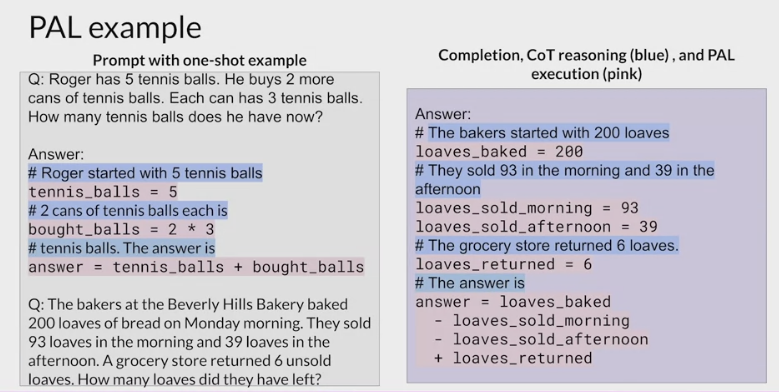 PAL example
Prompt with one-shot example
Q: Roger has 5 tennis balls. He buys 2 more
cans of tennis balls. Each can has 3 tennis balls.
How many tennis balls does he have now?
Answer:
# Roger started with 5 tennis balls
tennis_balls = 5
# 2 cans of tennis balls each is
bought_balls = 2 * 3
# tennis balls. The answer is
answer = tennis_balls + bought_balls
Q: The bakers at the Beverly Hills Bakery baked
200 loaves of bread on Monday morning. They sold
93 loaves in the morning and 39 loaves in the
afternoon. A grocery store returned 6 unsold
loaves. How many loaves did they have left?
Completion, CoT reasoning (blue) , and PAL
execution (pink)
Answer:
# The bakers started with 200 loaves
loaves_baked = 200
# They sold 93 in the morning and 39 in the
afternoon
loaves_sold_morning = 93
loaves_sold_afternoon = 39
# The grocery store returned 6 loaves.
loaves_returned = 6
# The answer is
answer = loaves_baked
- loaves_sold_morning
- loaves_sold_afternoon
+ loaves_returned